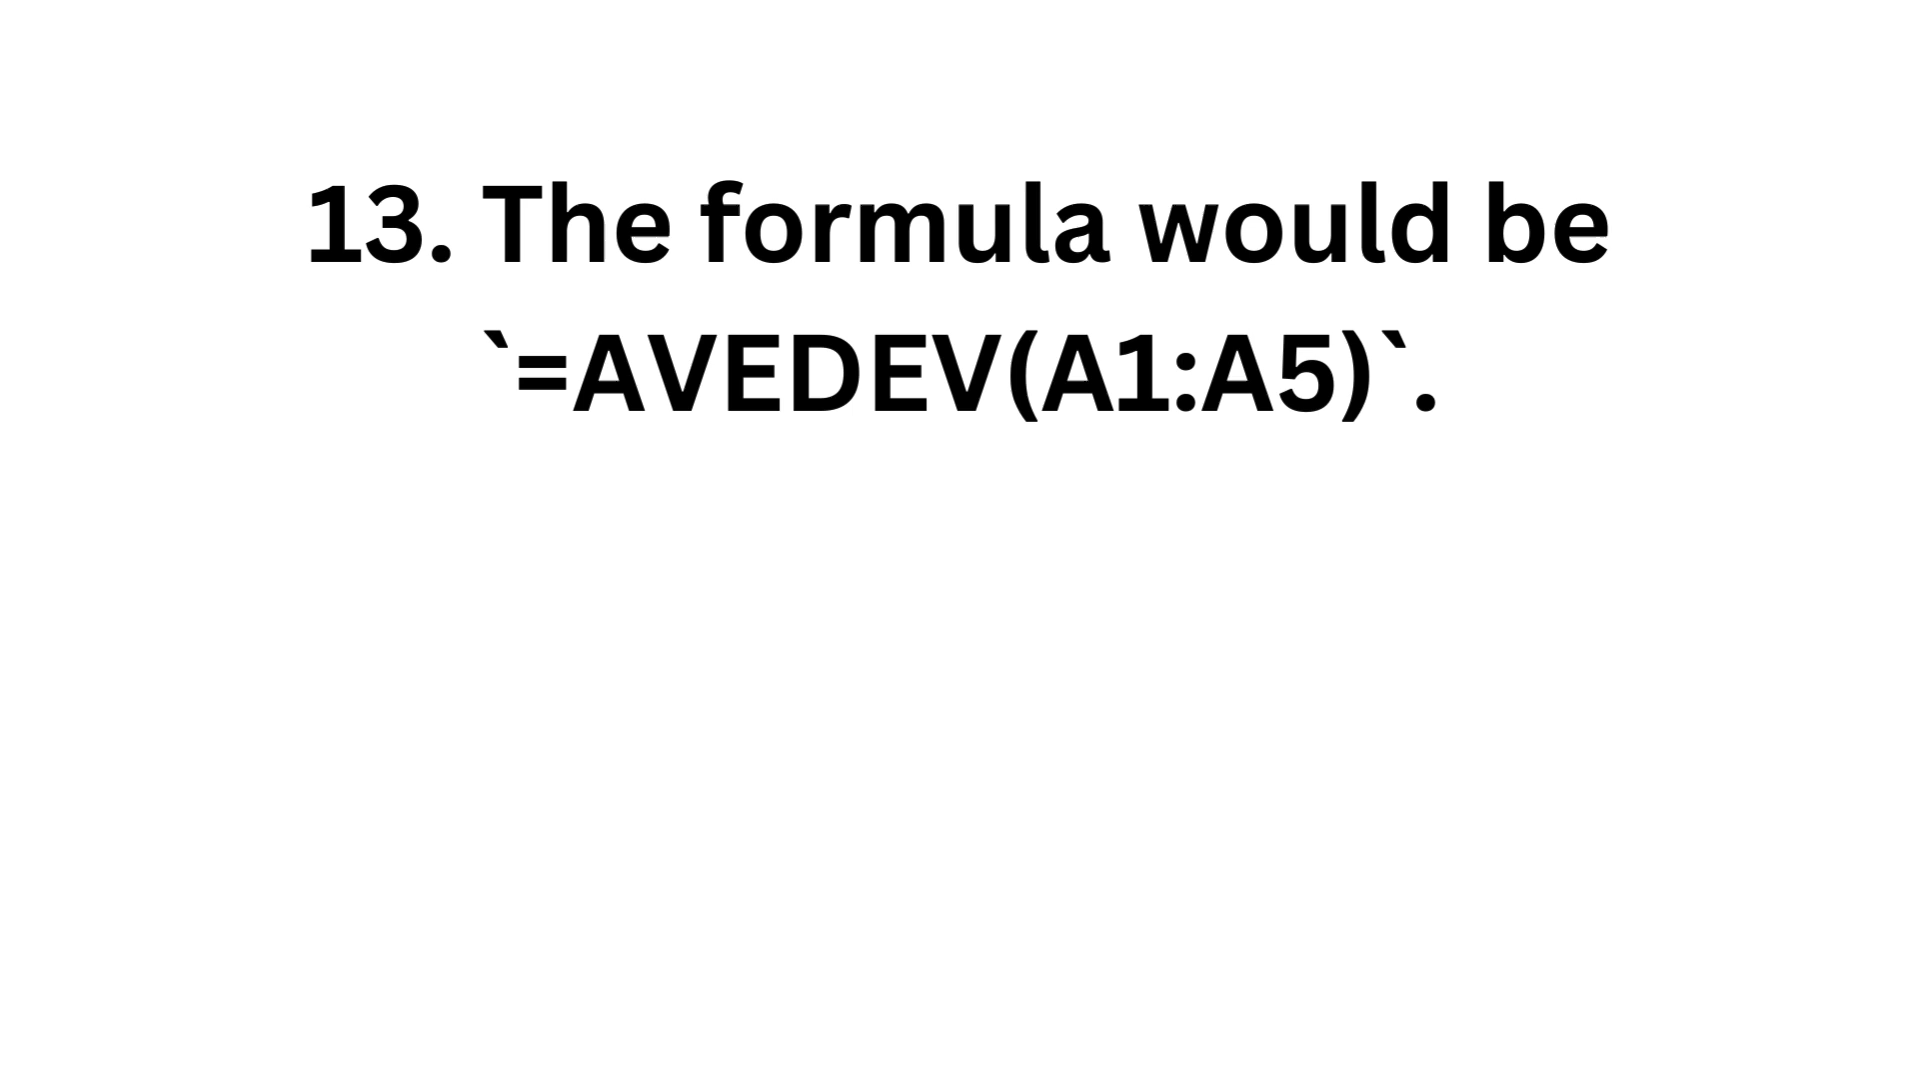 13. The formula would be
`=AVEDEV(A1:A5)`.